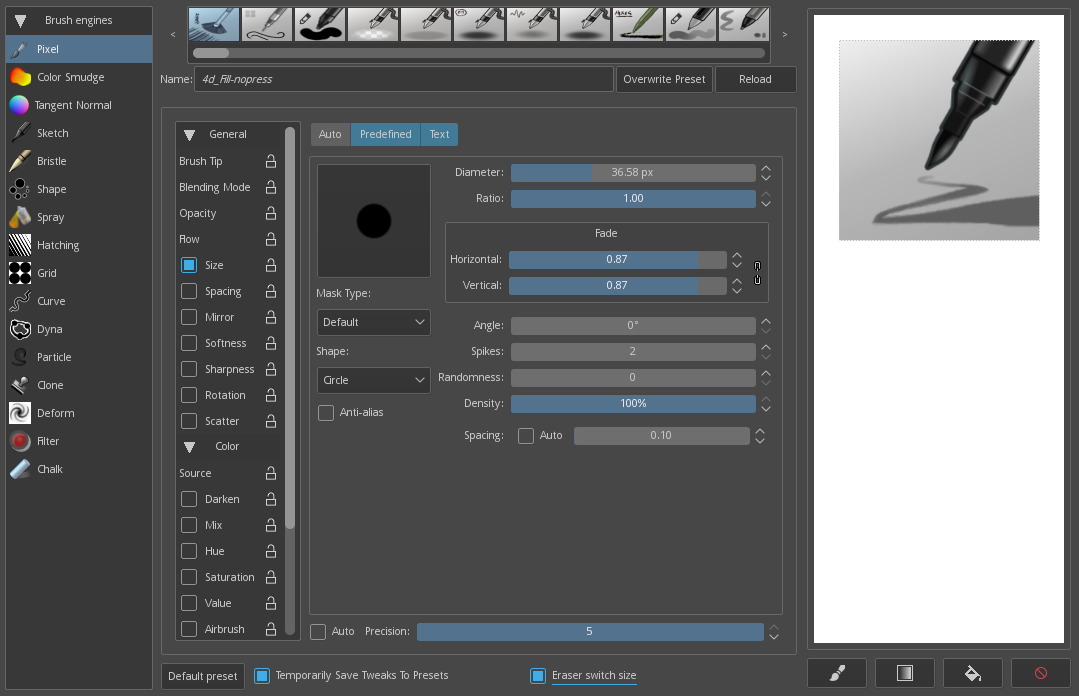 Brush engines
Pixel
Color Smudge
Tangent Normal
Sketch
Bristle
Shape
Spray
Hatching
Grid
Curve
Dyna
Particle
Clone
Deform
Filter
Chalk
<
>
Name: 4d_Fill-nopress
Overwrite Preset
Reload
General
Brush Tip
Blending Mode
Opacity
Flow
Size
Spacing
Mirror
Softness
Sharpness
Rotation
Scatter
Color
Source
Darken
Mix
Hue
Saturation
Value
Airbrush
Auto Predefined Text
Mask Type:
Default
Shape:
Circle
Anti-alias
Diameter: 36.58 px
Ratio: 1.00
Fade
Horizontal: 0.87
Vertical: 0.87
Angle: 0°
Spikes: 2
Randomness: 0
Density: 100%
Spacing: Auto 0.10
Auto Precision: 5
Default preset
Temporarily Save Tweaks To Presets
Eraser switch size